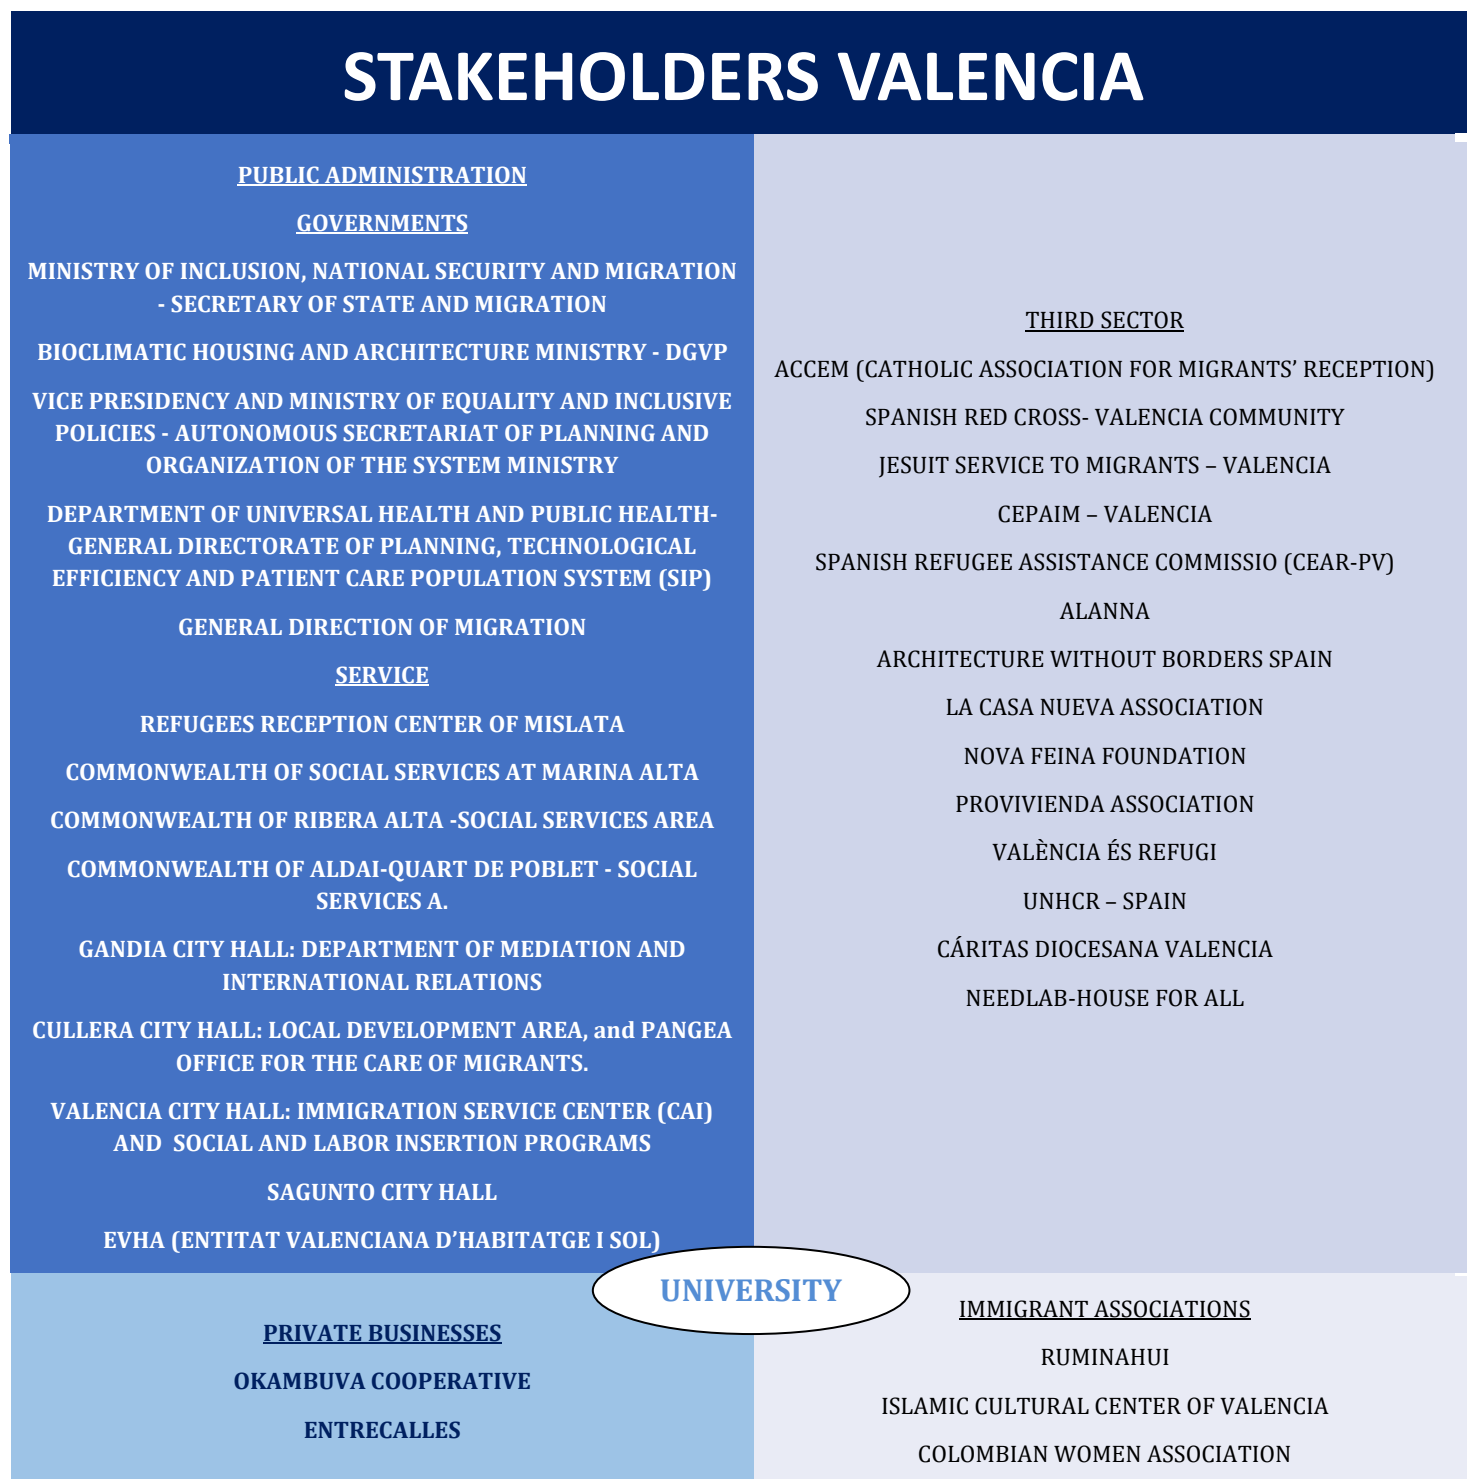 STAKEHOLDERS VALENCIA
PUBLIC ADMINISTRATION
GOVERNMENTS
MINISTRY OF INCLUSION, NATIONAL SECURITY AND MIGRATION
- SECRETARY OF STATE AND MIGRATION
BIOCLIMATIC HOUSING AND ARCHITECTURE MINISTRY - DGVP
VICE PRESIDENCY AND MINISTRY OF EQUALITY AND INCLUSIVE
POLICIES - AUTONOMOUS SECRETARIAT OF PLANNING AND
ORGANIZATION OF THE SYSTEM MINISTRY
DEPARTMENT OF UNIVERSAL HEALTH AND PUBLIC HEALTH-
GENERAL DIRECTORATE OF PLANNING, TECHNOLOGICAL
EFFICIENCY AND PATIENT CARE POPULATION SYSTEM (SIP)
GENERAL DIRECTION OF MIGRATION
SERVICE
REFUGEES RECEPTION CENTER OF MISLATA
COMMONWEALTH OF SOCIAL SERVICES AT MARINA ALTA
COMMONWEALTH OF RIBERA ALTA -SOCIAL SERVICES AREA
COMMONWEALTH OF ALDAI-QUART DE POBLET - SOCIAL
SERVICES A.
GANDIA CITY HALL: DEPARTMENT OF MEDIATION AND
INTERNATIONAL RELATIONS
CULLERA CITY HALL: LOCAL DEVELOPMENT AREA, and PANGEA
OFFICE FOR THE CARE OF MIGRANTS.
VALENCIA CITY HALL: IMMIGRATION SERVICE CENTER (CAI)
AND  SOCIAL AND LABOR INSERTION PROGRAMS
SAGUNTO CITY HALL
EVHA (ENTITAT VALENCIANA D’HABITATGE I SOL)
THIRD SECTOR
ACCEM (CATHOLIC ASSOCIATION FOR MIGRANTS’ RECEPTION)
SPANISH RED CROSS- VALENCIA COMMUNITY
JESUIT SERVICE TO MIGRANTS – VALENCIA
CEPAIM – VALENCIA
SPANISH REFUGEE ASSISTANCE COMMISSIO (CEAR-PV)
ALANNA
ARCHITECTURE WITHOUT BORDERS SPAIN
LA CASA NUEVA ASSOCIATION
NOVA FEINA FOUNDATION
PROVIVIENDA ASSOCIATION
VALÈNCIA ÉS REFUGI
UNHCR – SPAIN
CÁRITAS DIOCESANA VALENCIA
NEEDLAB-HOUSE FOR ALL
UNIVERSITY
PRIVATE BUSINESSES
OKAMBUVA COOPERATIVE
ENTRECALLES
IMMIGRANT ASSOCIATIONS
RUMINAHUI
ISLAMIC CULTURAL CENTER OF VALENCIA
COLOMBIAN WOMEN ASSOCIATION